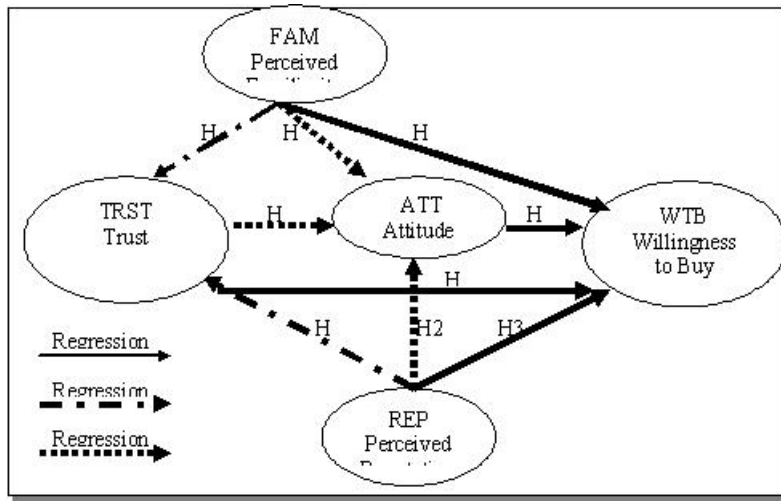 FAM
Perceived
H H H
TRST
Trust
H
ATT
Attitude
H
WTB
Willingness
to Buy
H
H H2 H3
Regression
Regression
Regression
REP
Perceived